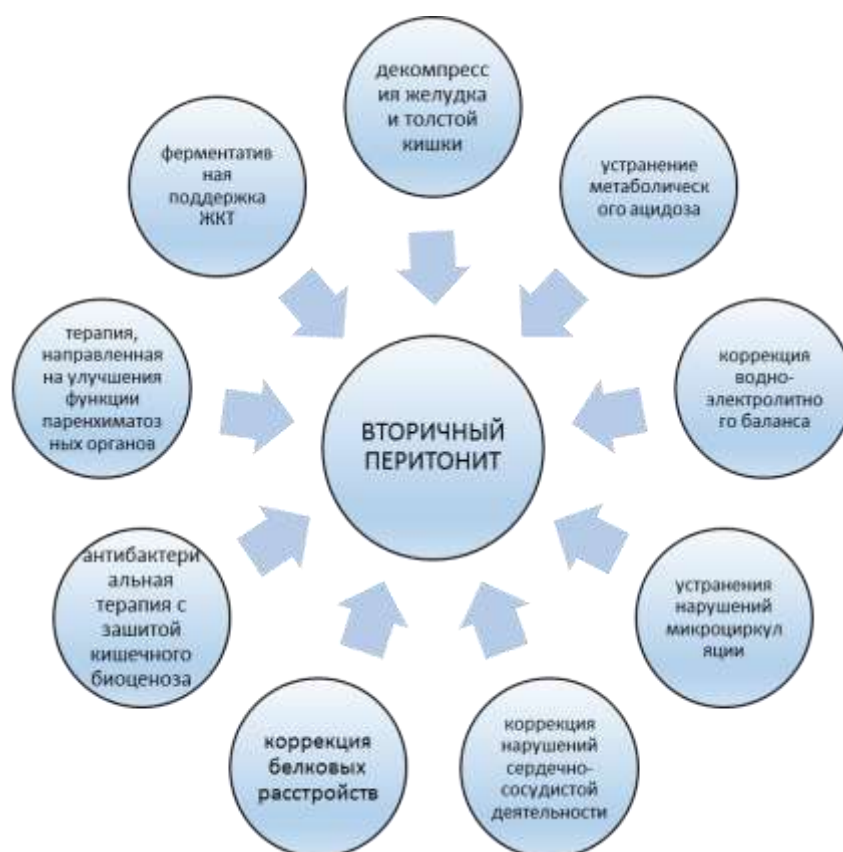 декомпресс
ия желудка
и толстой
кишки
устранение
метаболическ
ого ацидоза
коррекция
водно-
электролитно
го баланса
устранения
нарушений
микроциркул
яции
коррекция
нарушений
сердечно-
сосудистой
деятельности
коррекция
белковых
расстройств
антибактери
альная
терапия с
зашитой
кишечного
биоценоза
терапия,
направленная
на улучшения
функции
паренхиматоз
ных органов
ферментатив
ная
поддержка
ЖКТ
ВТОРИЧНЫЙ
ПЕРИТОНИТ